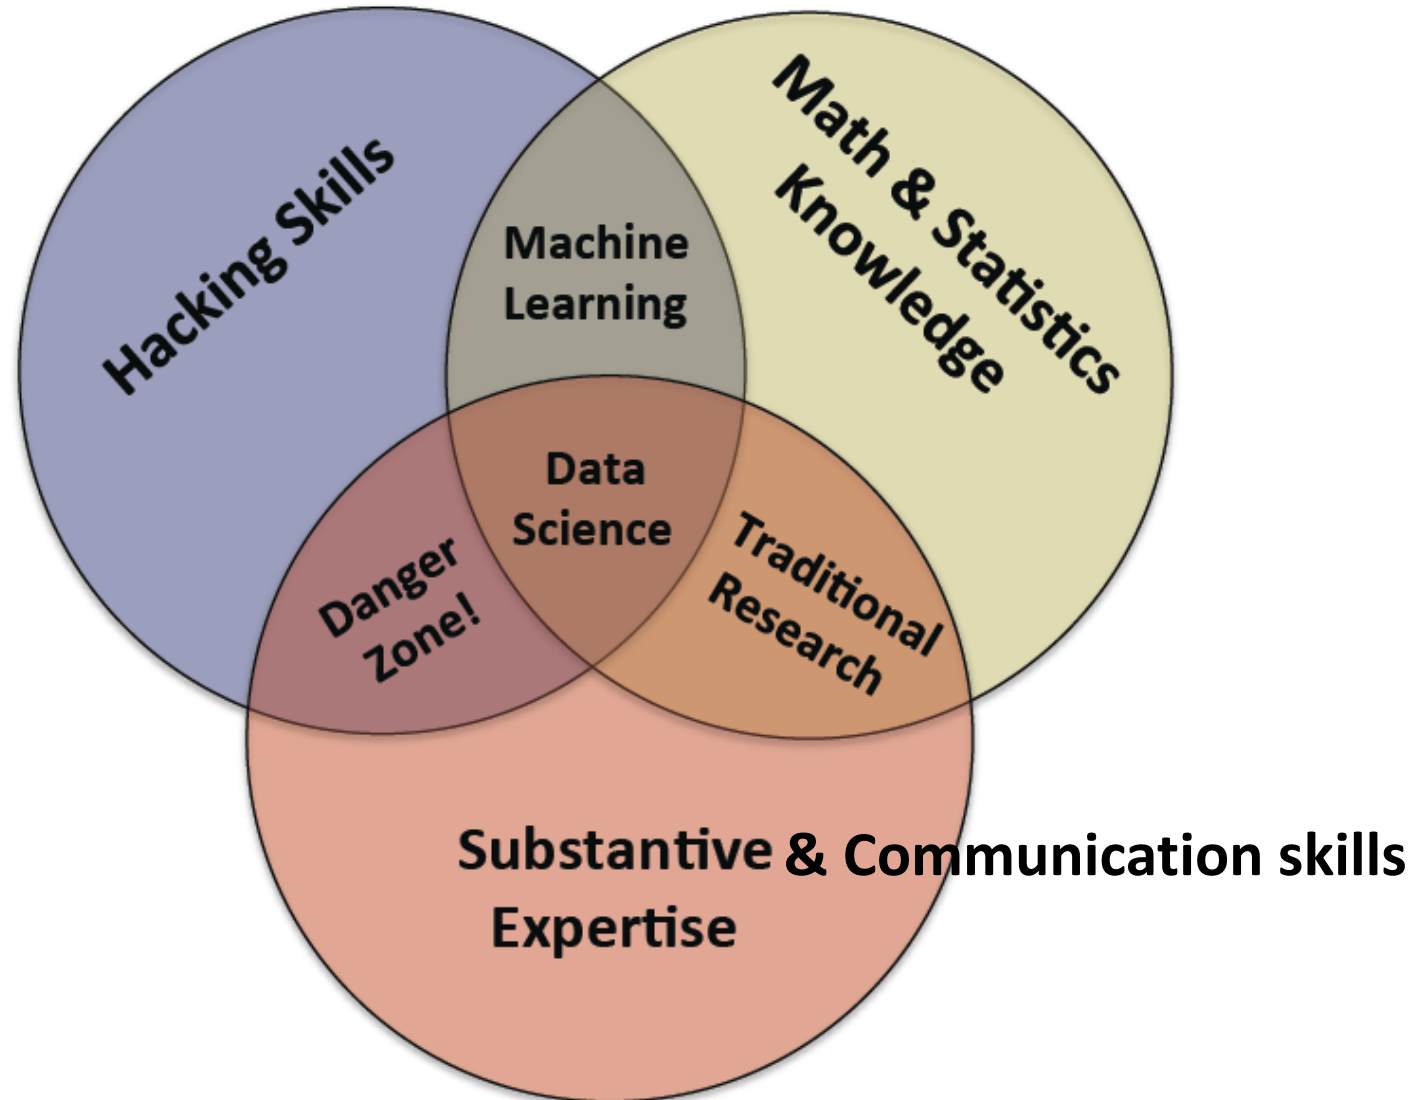 Hacking Skills
Math & Statistics
Knowledge
Machine
Learning
Data
Science
Danger
Zone!
Traditional
Research
Substantive & Communication skills
Expertise